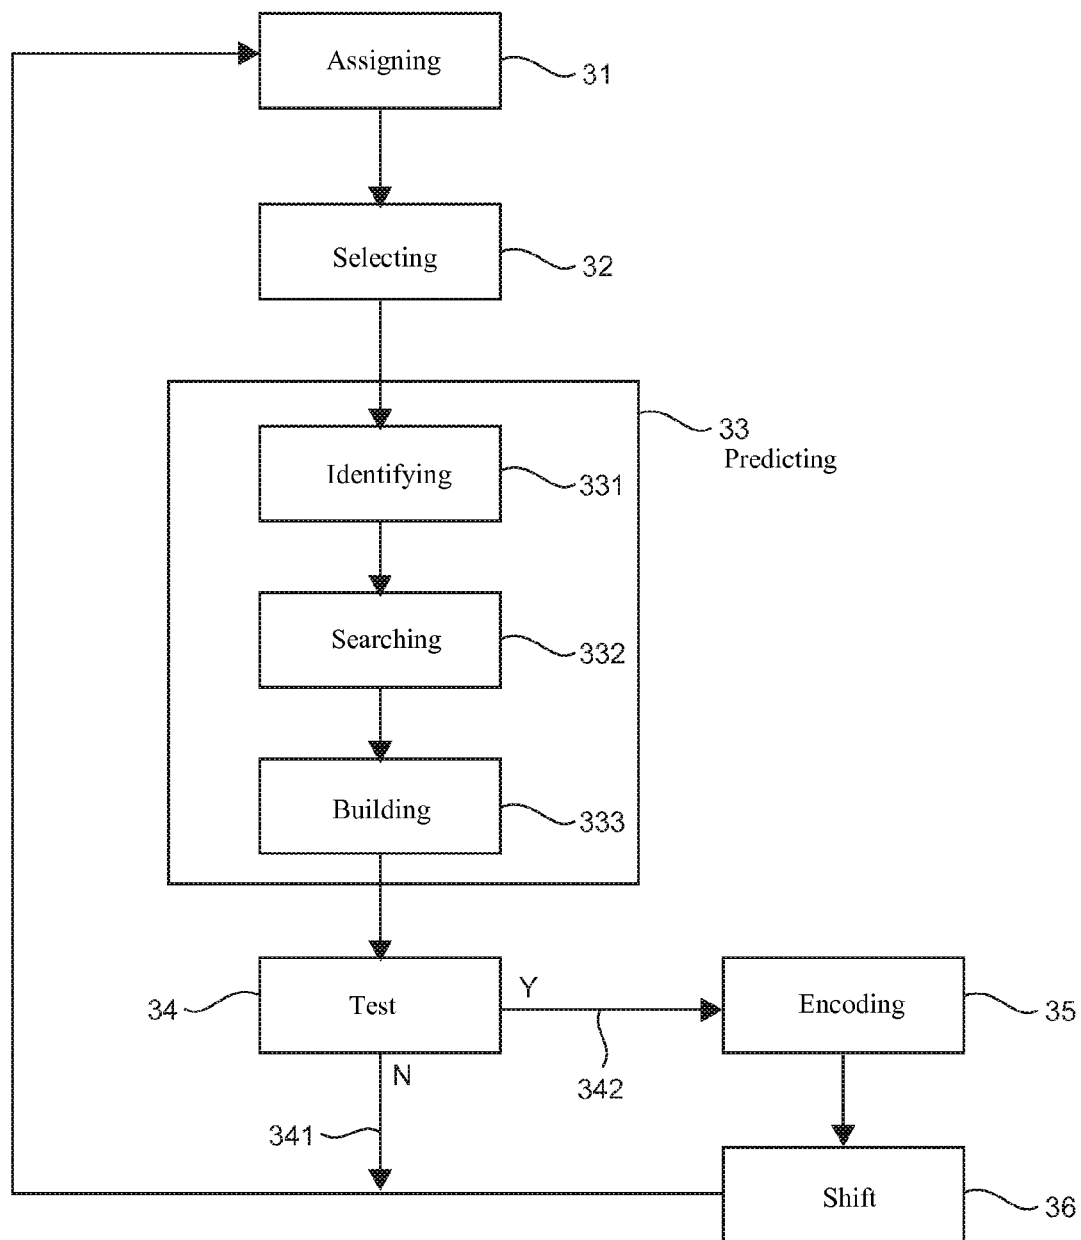 Assigning
31
Selecting
32
33
Predicting
Identifying
331
Searching
332
Building
333
34
Test
Y
342
Encoding
35
N
341
Shift
36